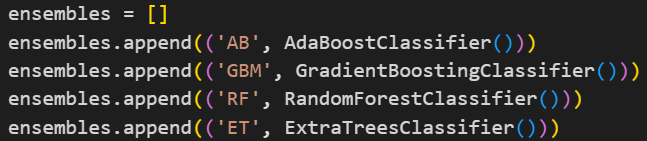 ensembles = []
ensembles.append(('AB', AdaBoostClassifier()))
ensembles.append(('GBM', GradientBoostingClassifier()))
ensembles.append(('RF', RandomForestClassifier()))
ensembles.append(('ET', ExtraTreesClassifier()))